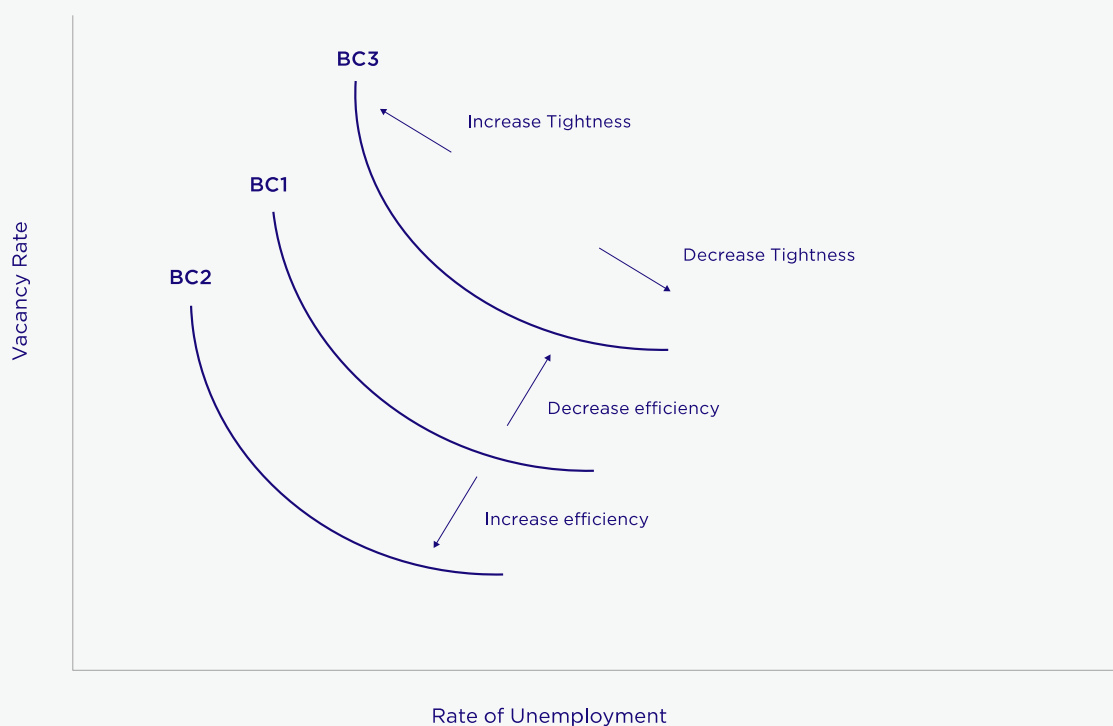 BC3
Increase Tightness
BC1
Vacancy Rate
Decrease Tightness
BC2
Decrease efficiency
Increase efficiency
Rate of Unemployment